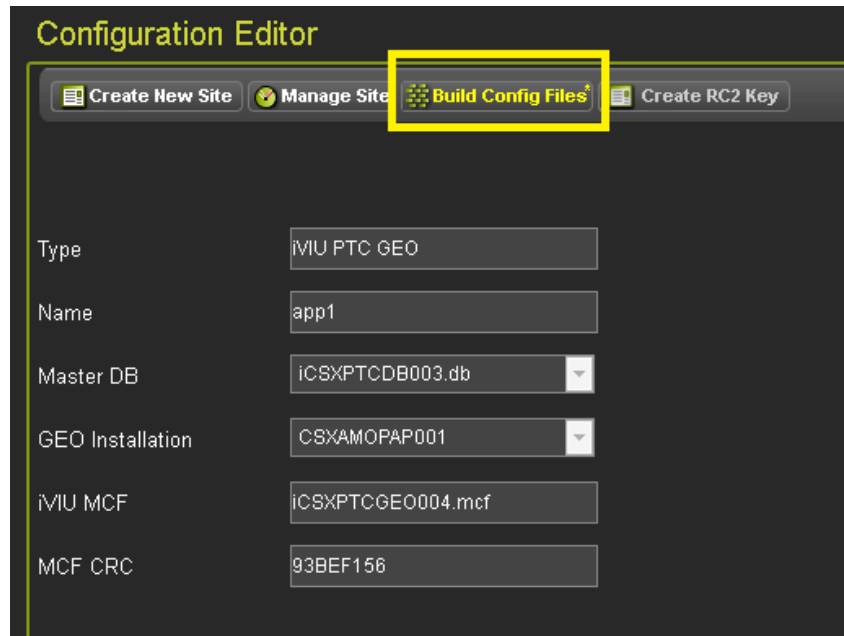 Configuration Editor
Create New Site Manage Site Build Config Files* Create RC2 Key
Type iVIU PTC GEO
Name app1
Master DB iCSXPTCDB003.db
GEO Installation CSXAMOPAP001
iVIU MCF iCSXPTCGEO004.mcf
MCF CRC 93BEF156